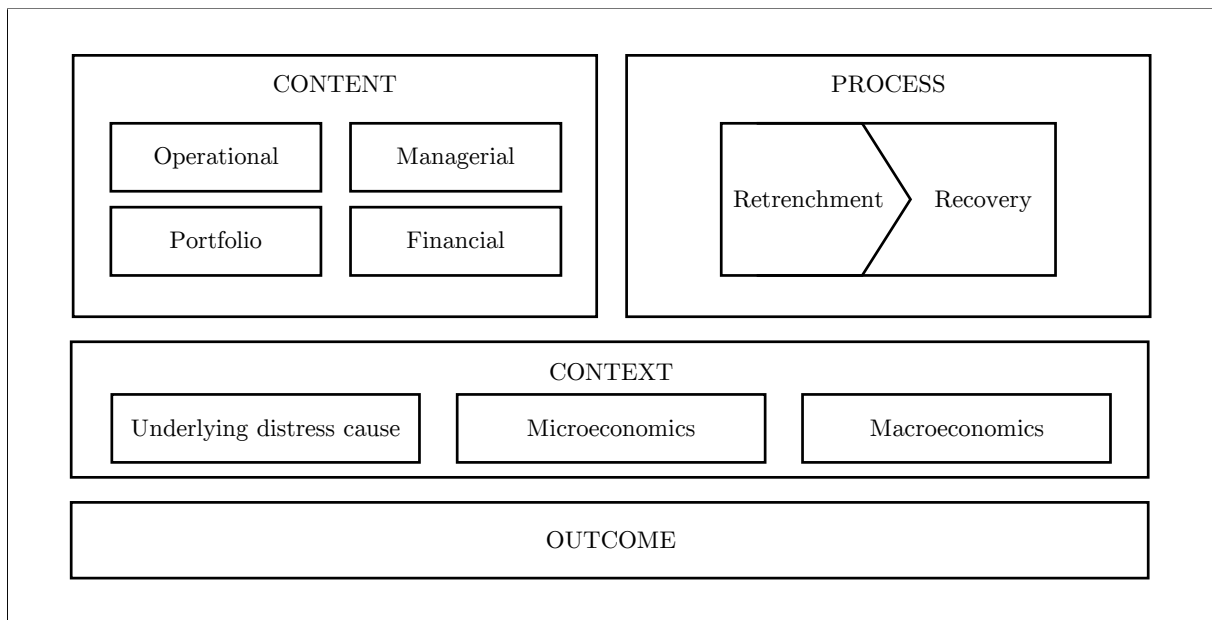 CONTENT
Operational
Managerial
Portfolio
Financial
PROCESS
Retrenchment
Recovery
CONTEXT
Underlying distress cause
Microeconomics
Macroeconomics
OUTCOME